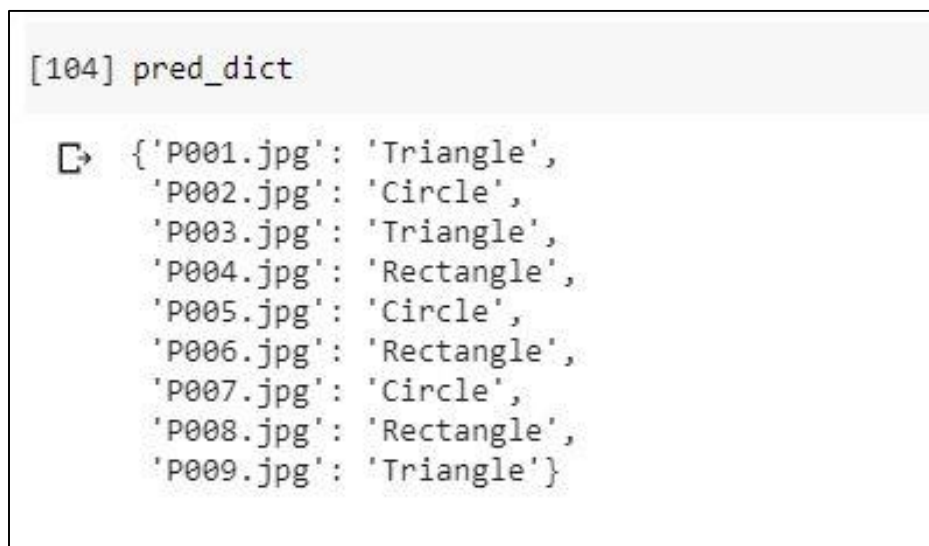 [104] pred_dict
{'P001.jpg': 'Triangle',
'P002.jpg': 'Circle',
'P003.jpg': 'Triangle',
'P004.jpg': 'Rectangle',
'P005.jpg': 'Circle',
'P006.jpg': 'Rectangle',
'P007.jpg': 'Circle',
'P008.jpg': 'Rectangle',
'P009.jpg': 'Triangle'}